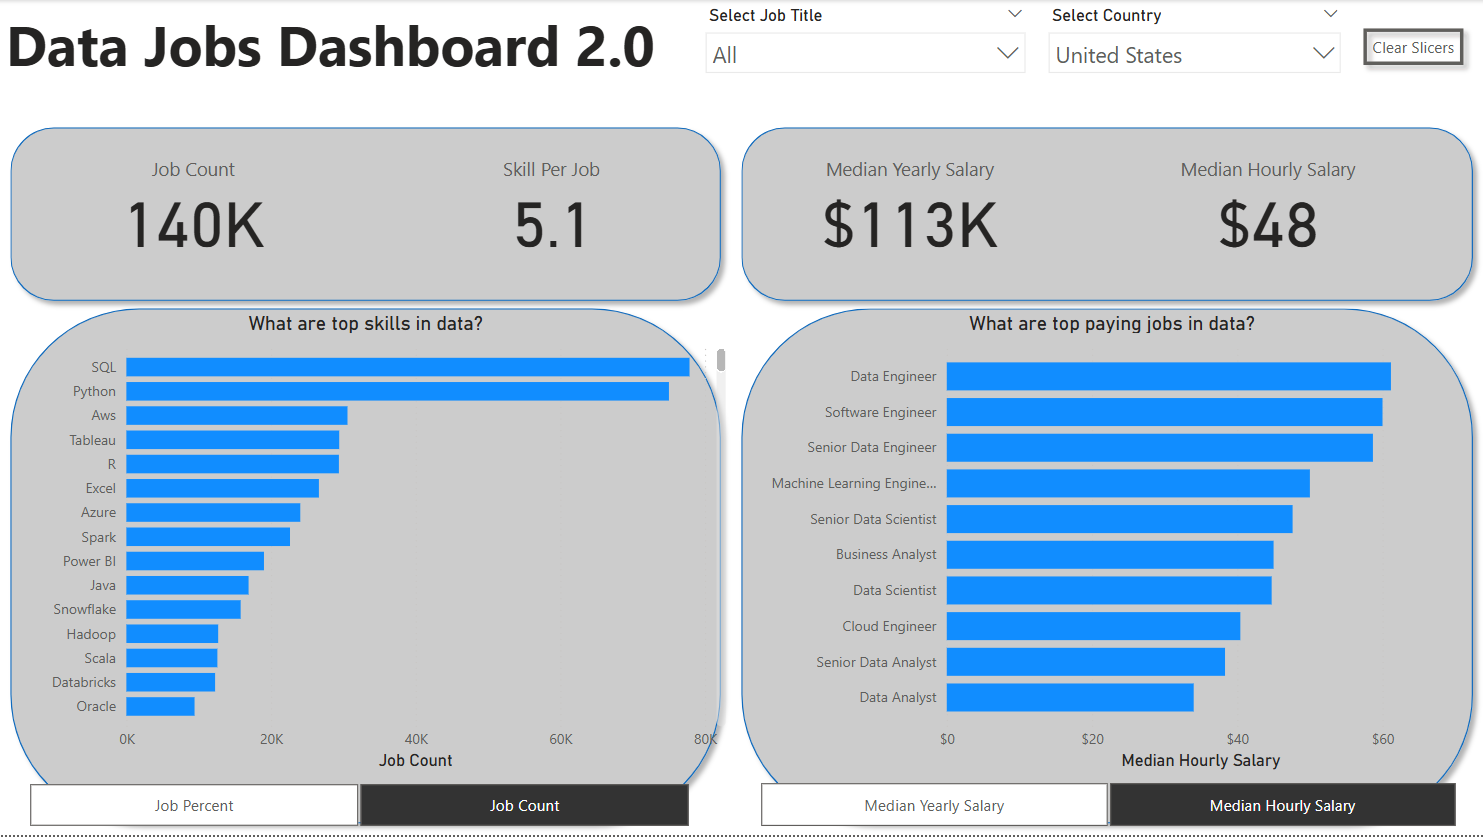 Data Jobs Dashboard 2.0
Select Job Title
All
Select Country
United States
Clear Slicers
Job Count
140K
Skill Per Job
5.1
Median Yearly Salary
$113K
Median Hourly Salary
$48
What are top skills in data?
SQL
Python
Aws
Tableau
R
Excel
Azure
Spark
Power BI
Java
Snowflake
Hadoop
Scala
Databricks
Oracle
0K 20K 40K 60K 80K
Job Count
Job Percent
Job Count
What are top paying jobs in data?
Data Engineer
Software Engineer
Senior Data Engineer
Machine Learning Engine...
Senior Data Scientist
Business Analyst
Data Scientist
Cloud Engineer
Senior Data Analyst
Data Analyst
$0 $20 $40 $60
Median Hourly Salary
Median Yearly Salary
Median Hourly Salary